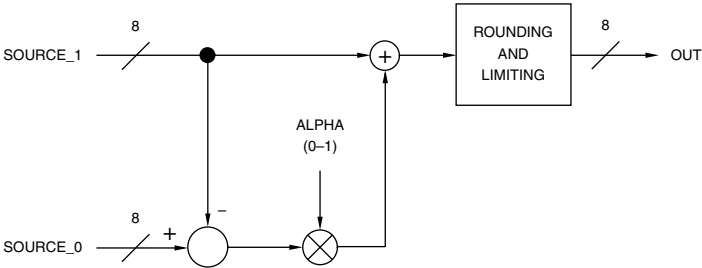 8
8
SOURCE_1
+
ROUNDING
AND
LIMITING
OUT
ALPHA
(0–1)
8
+
–
SOURCE_0